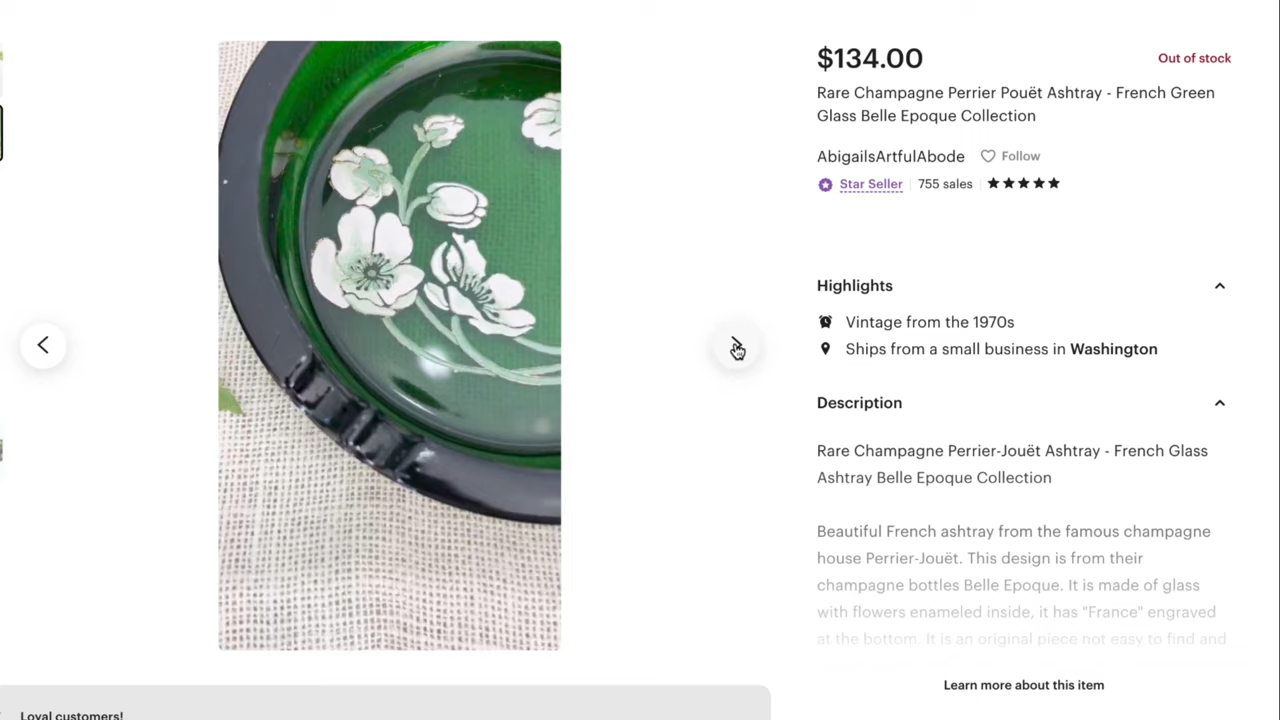 $134.00
Out of stock
Rare Champagne Perrier Pouët Ashtray - French Green
Glass Belle Epoque Collection
AbigailsArtfulAbode
Follow
Star Seller
755 sales
Highlights
Vintage from the 1970s
Ships from a small business in Washington
Description
Rare Champagne Perrier-Jouët Ashtray - French Glass
Ashtray Belle Epoque Collection
Beautiful French ashtray from the famous champagne
house Perrier-Jouët. This design is from their
champagne bottles Belle Epoque. It is made of glass
with flowers enameled inside, it has "France" engraved
at the bottom. It is an original piece not easy to find and
Learn more about this item
Loyal customers!